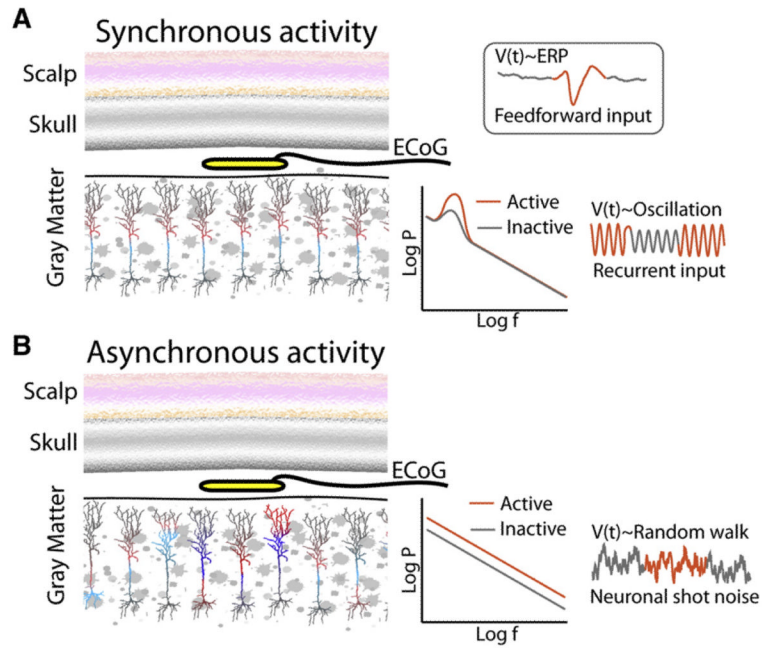 A
Synchronous activity
Scalp
Skull
Gray Matter
ECoG
V(t)~ERP
Feedforward input
Active
Inactive
Log P
Log f
V(t)~Oscillation
Recurrent input
B
Asynchronous activity
Scalp
Skull
Gray Matter
ECoG
Active
Inactive
Log P
Log f
V(t)~Random walk
Neuronal shot noise